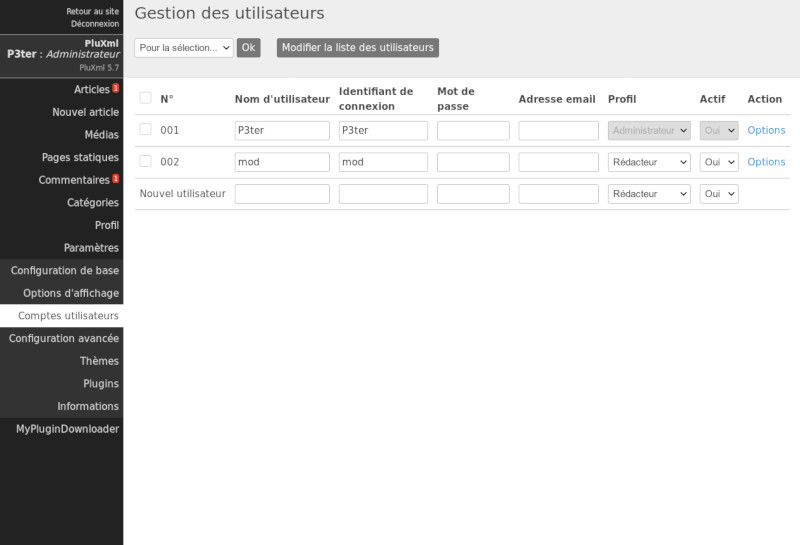 Retour au site
Déconnexion
PluXml
P3ter : Administrateur
PluXml 5.7
Articles 1
Nouvel article
Médias
Pages statiques
Commentaires 1
Catégories
Profil
Paramètres
Configuration de base
Options d'affichage
Comptes utilisateurs
Configuration avancée
Thèmes
Plugins
Informations
MyPluginDownloader
Gestion des utilisateurs
Pour la sélection... Ok Modifier la liste des utilisateurs
N° Nom d'utilisateur Identifiant de connexion Mot de passe Adresse email Profil Actif Action
001 P3ter P3ter Administrateur Oui Options
002 mod mod Rédacteur Oui Options
Nouvel utilisateur Rédacteur Oui